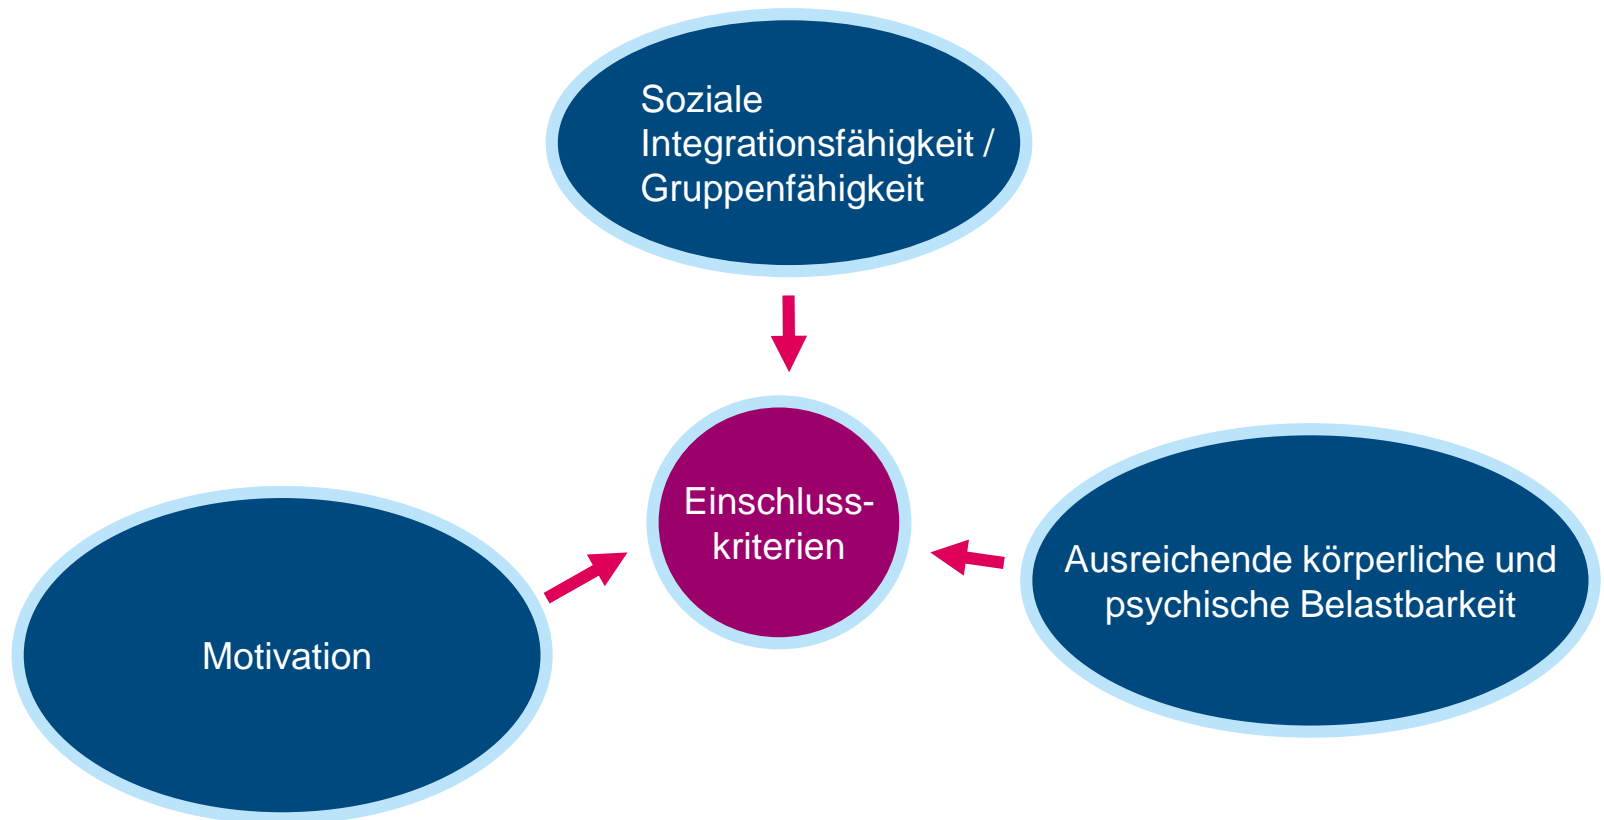 Soziale
Integrationsfähigkeit /
Gruppenfähigkeit
Einschluss-
kriterien
Ausreichende körperliche und
psychische Belastbarkeit
Motivation